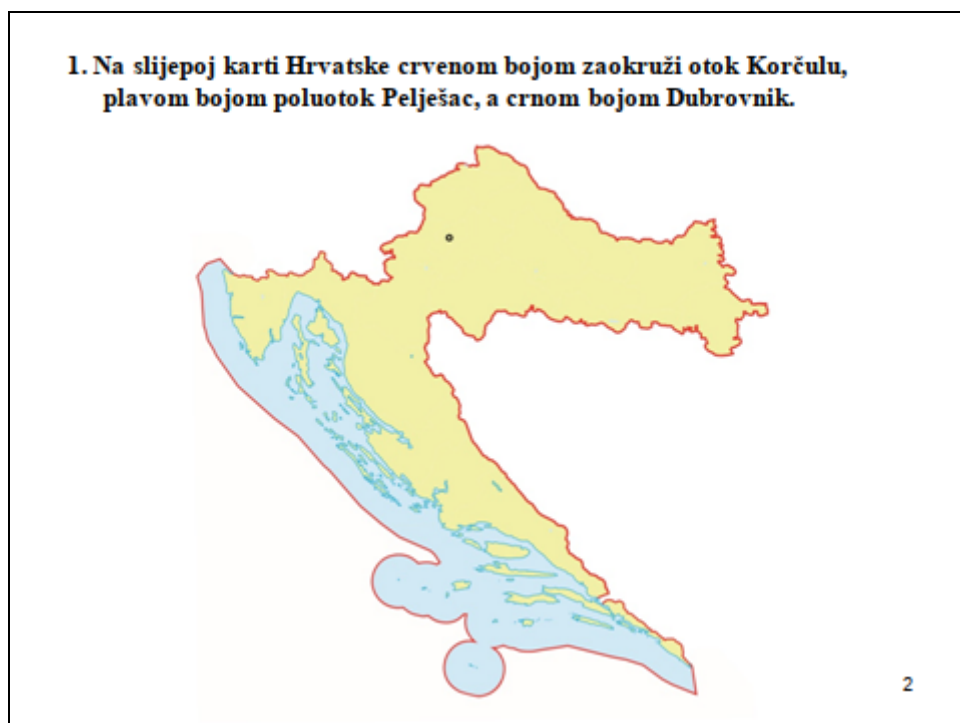 1. Na slijepoj karti Hrvatske crvenom bojom zaokruži otok Korčulu,
plavom bojom poluotok Pelješac, a crnom bojom Dubrovnik.
2